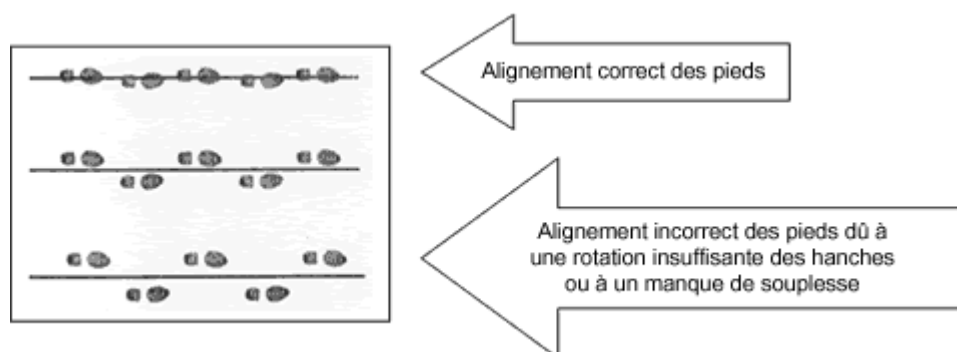 Alignement correct des pieds
Alignement incorrect des pieds dû à
une rotation insuffisante des hanches
ou à un manque de souplesse